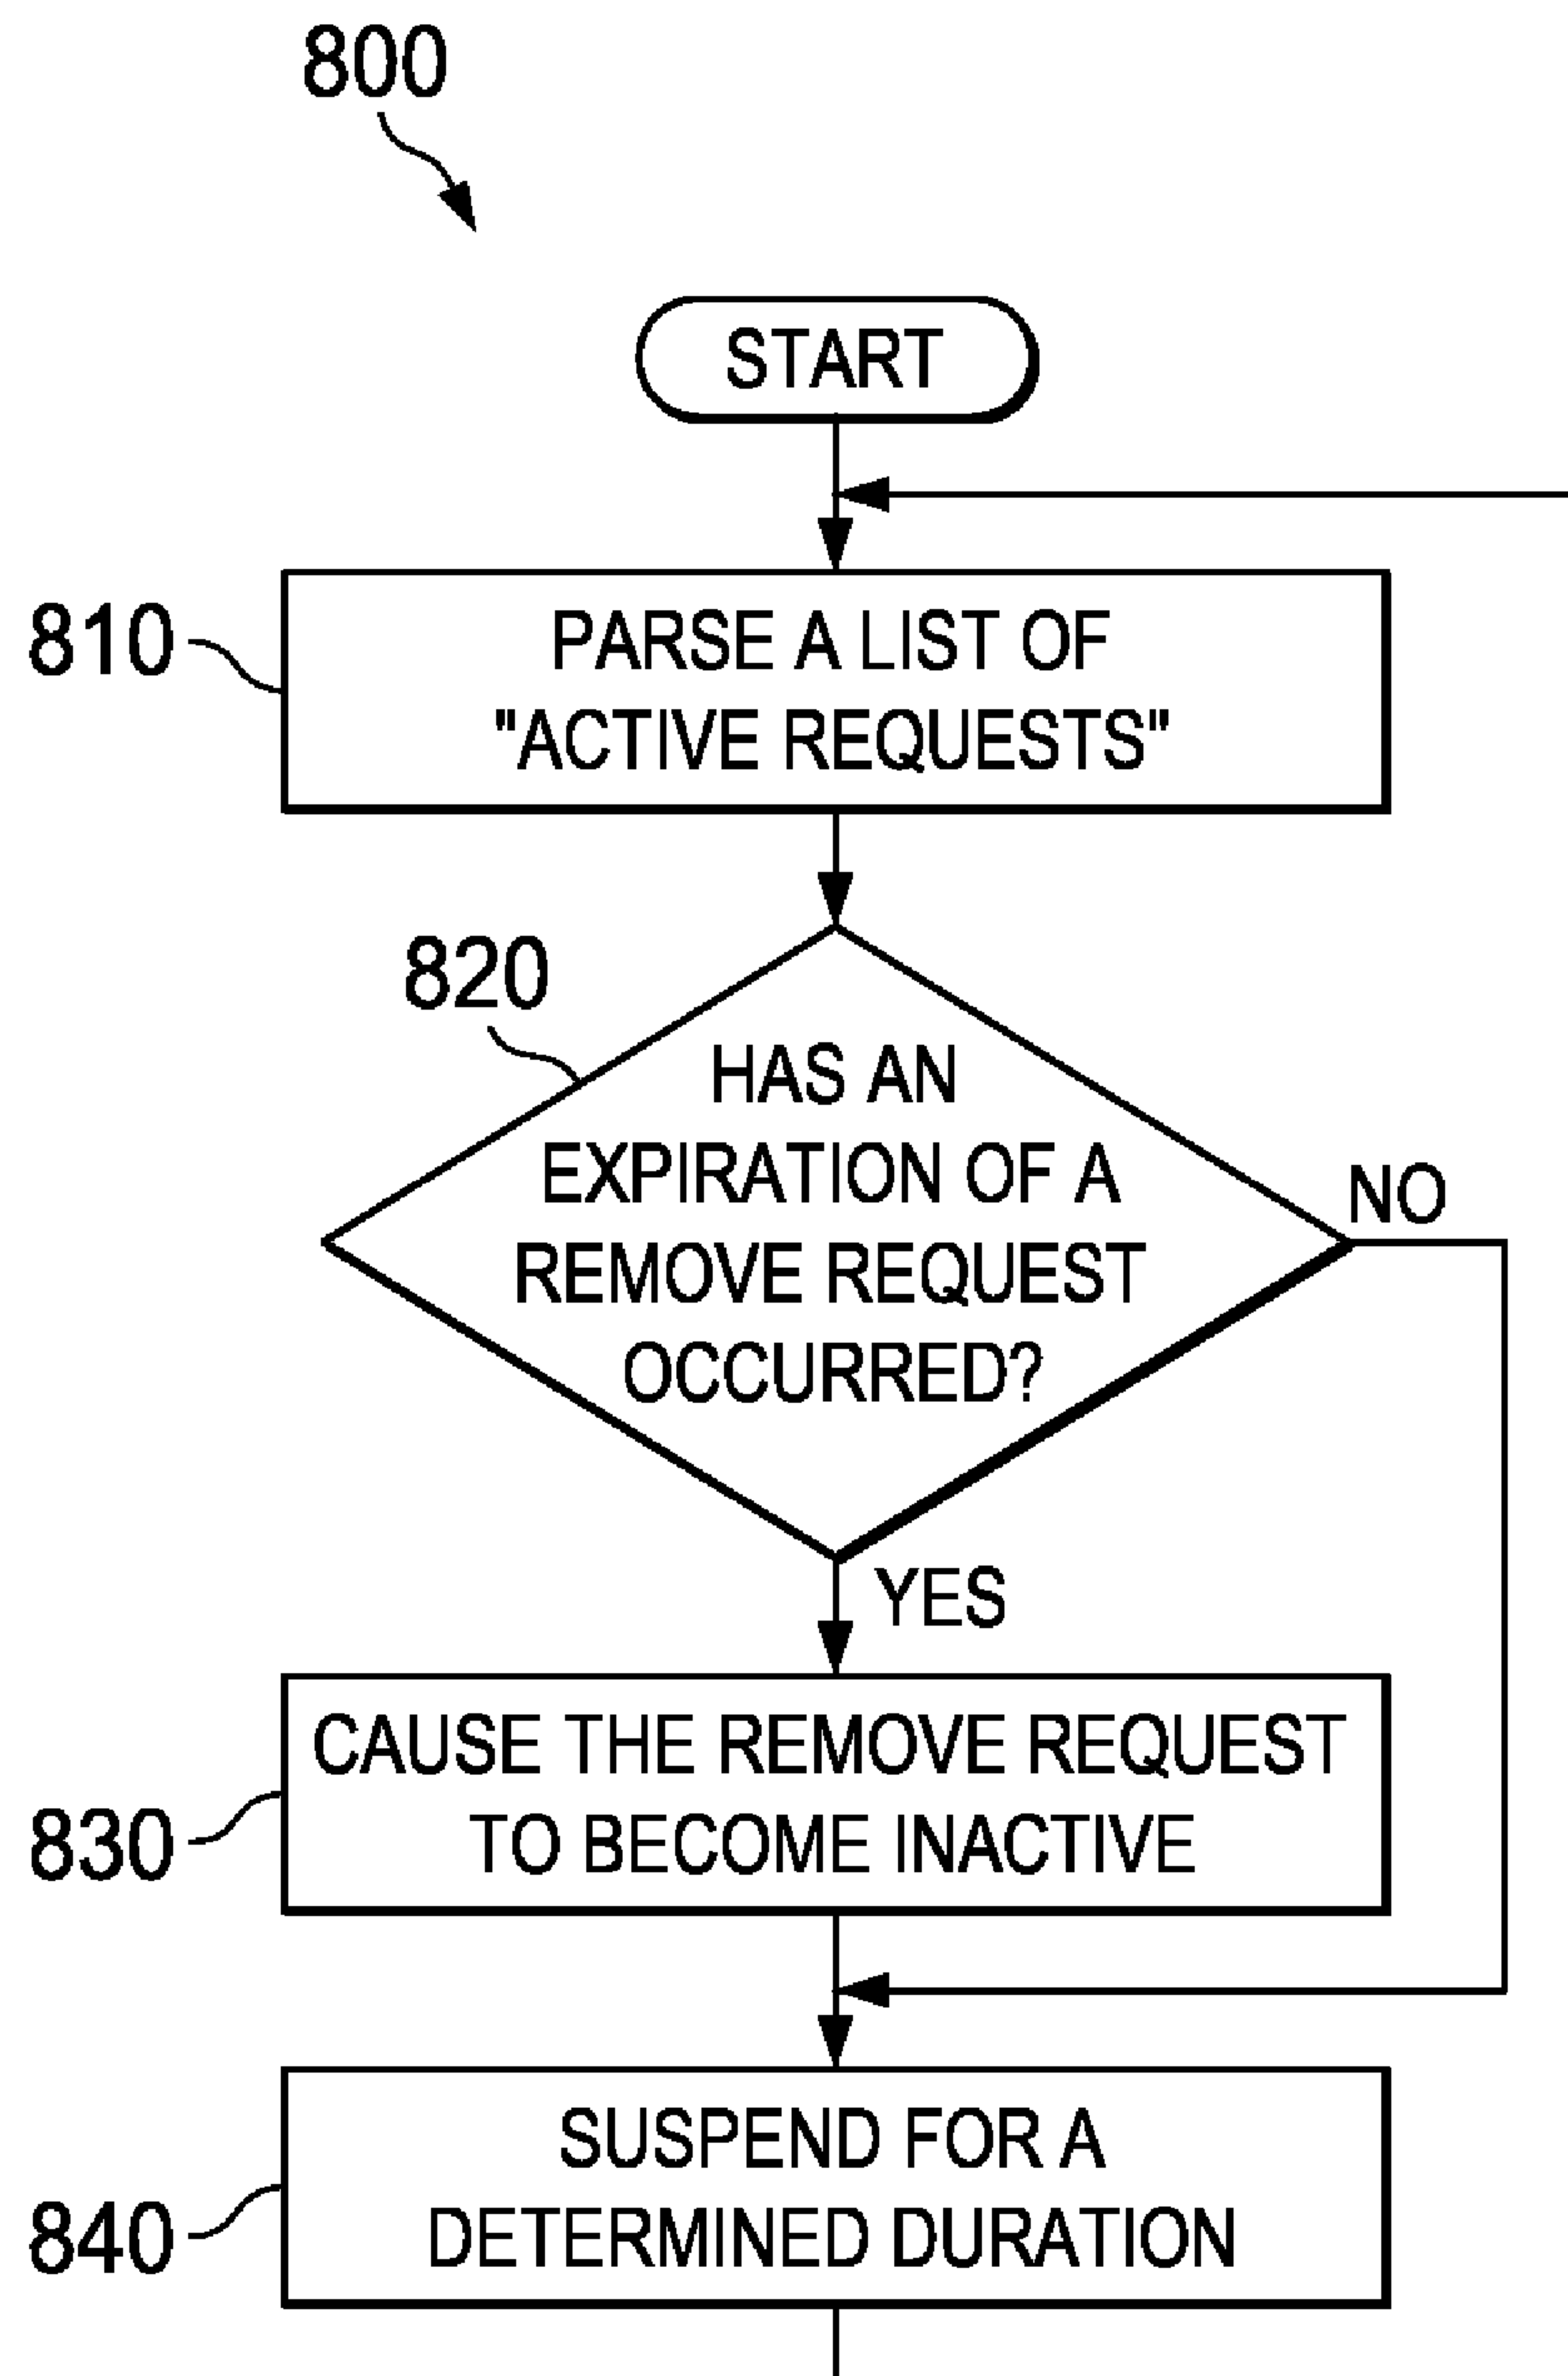 800
START
810
PARSE A LIST OF
"ACTIVE REQUESTS"
820
HAS AN
EXPIRATION OF A
REMOVE REQUEST
OCCURRED?
NO
YES
CAUSE THE REMOVE REQUEST
TO BECOME INACTIVE
830
SUSPEND FOR A
DETERMINED DURATION
840